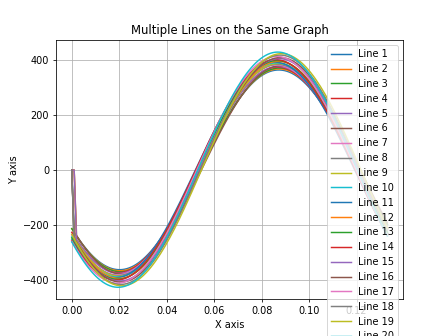 Multiple Lines on the Same Graph
Y axis
400
200
0
−200
−400
0.00
0.02
0.04
0.06
0.08
0.10
X axis
Line 1
Line 2
Line 3
Line 4
Line 5
Line 6
Line 7
Line 8
Line 9
Line 10
Line 11
Line 12
Line 13
Line 14
Line 15
Line 16
Line 17
Line 18
Line 19
Line 20